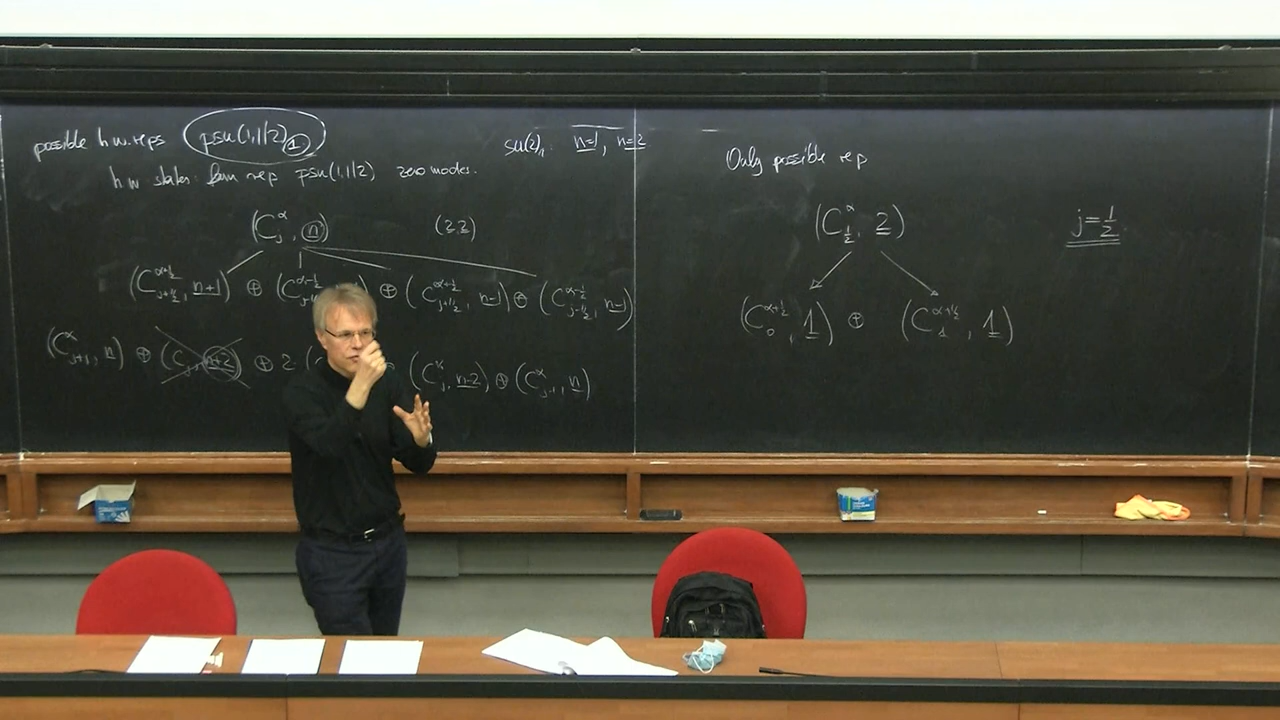 possible h.w. reps psu(1,1|2)₁
su(2)₁: n=1, n=2
h.w. states: form rep psu(1,1|2) zero modes.
(C^α_j, n) (2,2)
(C^{α+½}_{j+½}, n+1) ⊕ ⊕ (C^{α+½}_{j+½}, n-1) ⊕ (C^{α-½}_{j-½}, n-1)
(C^α_{j+1}, n) ⊕ (C , n+2) ⊕ 2 (C^α_j, n-2) ⊕ (C^α_{j-1}, n)
Only possible rep
(C^α_{½}, 2) j=½
(C^{α+½}_0, 1) ⊕ (C^{α+½}_1, 1)